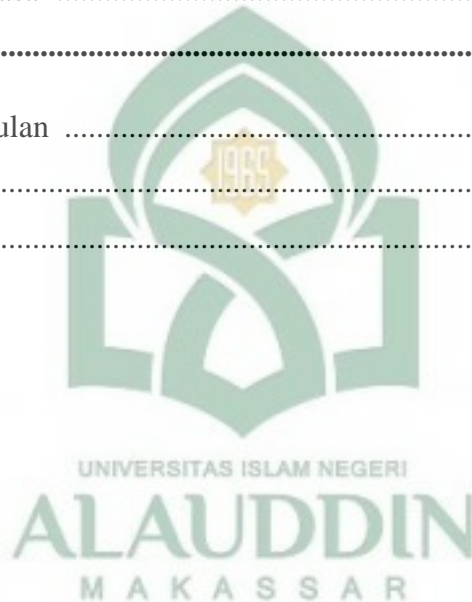 ulan ........................................................
1965
UNIVERSITAS ISLAM NEGERI
ALAUDDIN
MAKASSAR